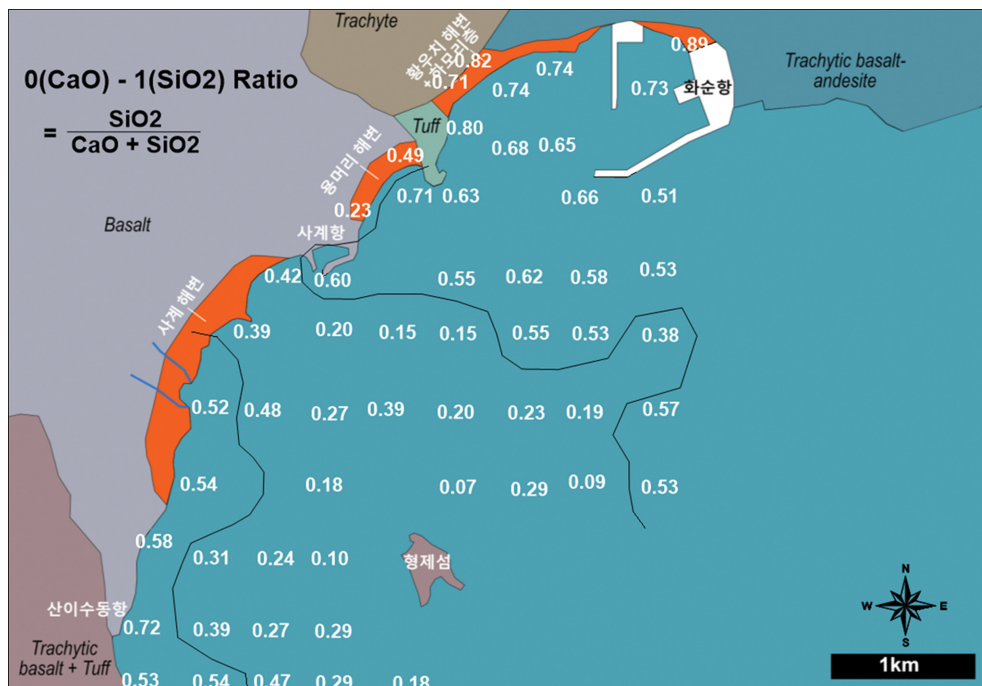 Trachyte
황우치 해변
+하모리층
0(CaO) - 1(SiO2) Ratio
= SiO2
CaO + SiO2
Trachytic basalt-
andesite
화순항
0.89
0.82
0.71
0.74
0.74
0.73
Tuff
0.80
0.68
0.65
용머리 해변
0.49
0.71
0.63
0.66
0.51
0.23
Basalt
사계항
0.42
0.60
0.55
0.62
0.58
0.53
사계 해변
0.39
0.20
0.15
0.15
0.55
0.53
0.38
0.52
0.48
0.27
0.39
0.20
0.23
0.19
0.57
0.54
0.18
0.07
0.29
0.09
0.53
0.58
0.31
0.24
0.10
형제섬
산이수동항
0.72
0.39
0.27
0.29
Trachytic
basalt + Tuff
0.53
0.54
0.47
0.29
0.18
N
W
E
S
1km